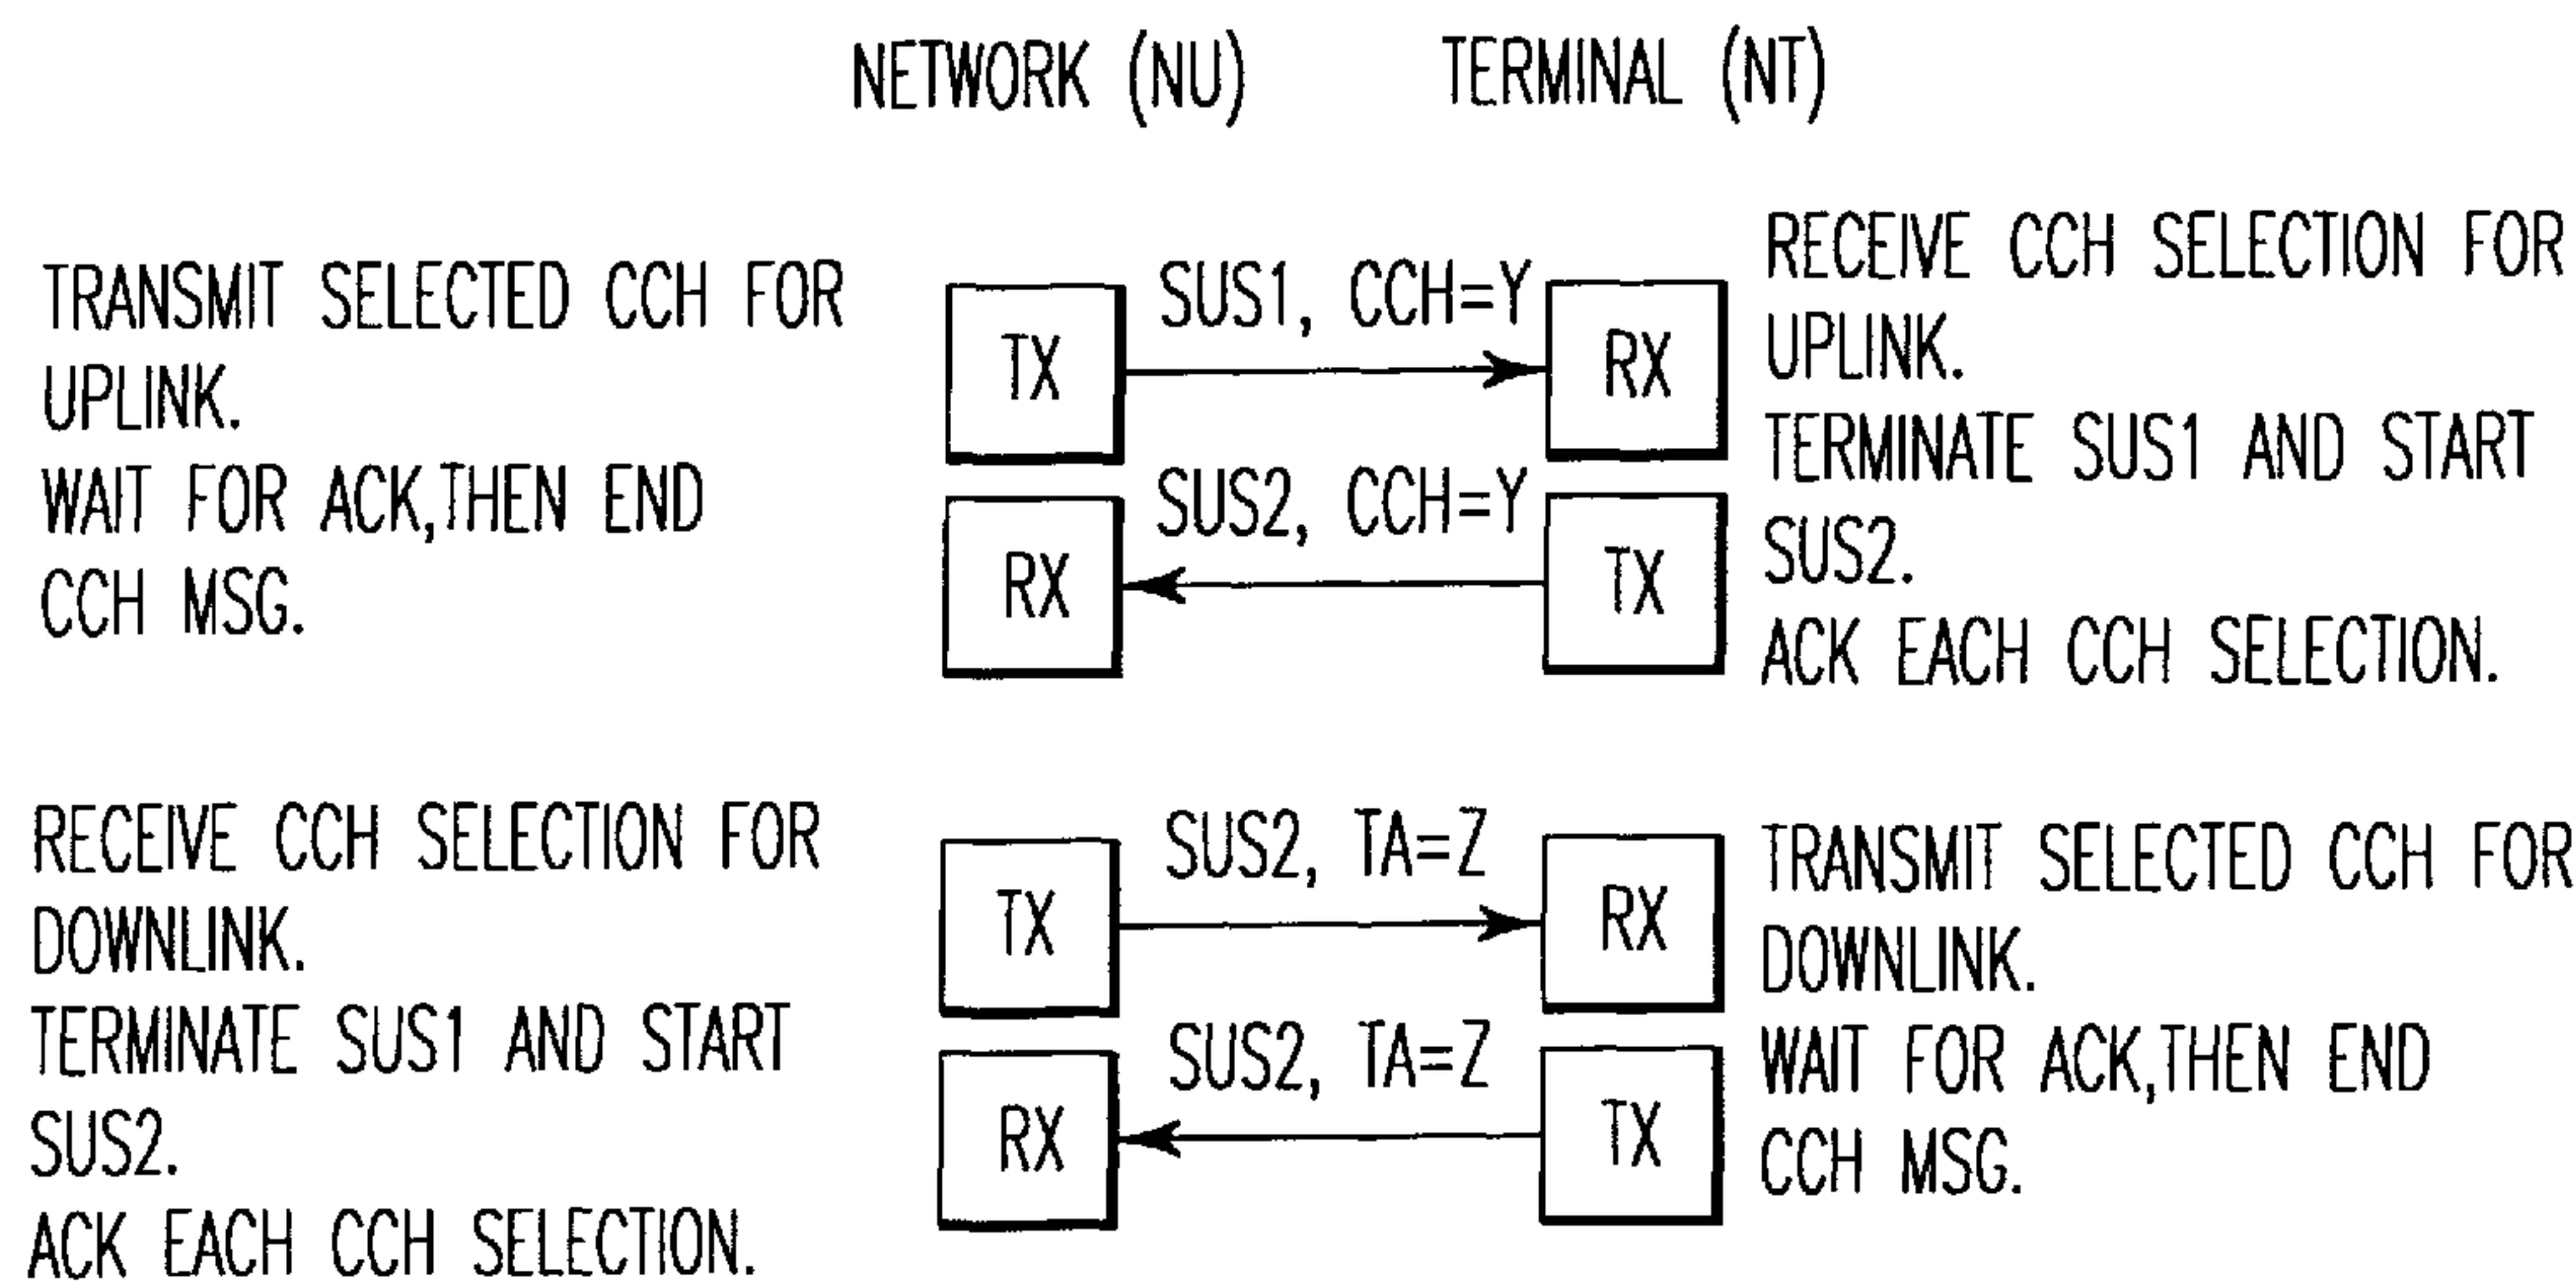 NETWORK (NU) TERMINAL (NT)
TRANSMIT SELECTED CCH FOR
UPLINK.
WAIT FOR ACK,THEN END
CCH MSG.
TX
SUS1, CCH=Y
RX
RX
SUS2, CCH=Y
TX
RECEIVE CCH SELECTION FOR
UPLINK.
TERMINATE SUS1 AND START
SUS2.
ACK EACH CCH SELECTION.
RECEIVE CCH SELECTION FOR
DOWNLINK.
TERMINATE SUS1 AND START
SUS2.
ACK EACH CCH SELECTION.
TX
SUS2, TA=Z
RX
RX
SUS2, TA=Z
TX
TRANSMIT SELECTED CCH FOR
DOWNLINK.
WAIT FOR ACK,THEN END
CCH MSG.